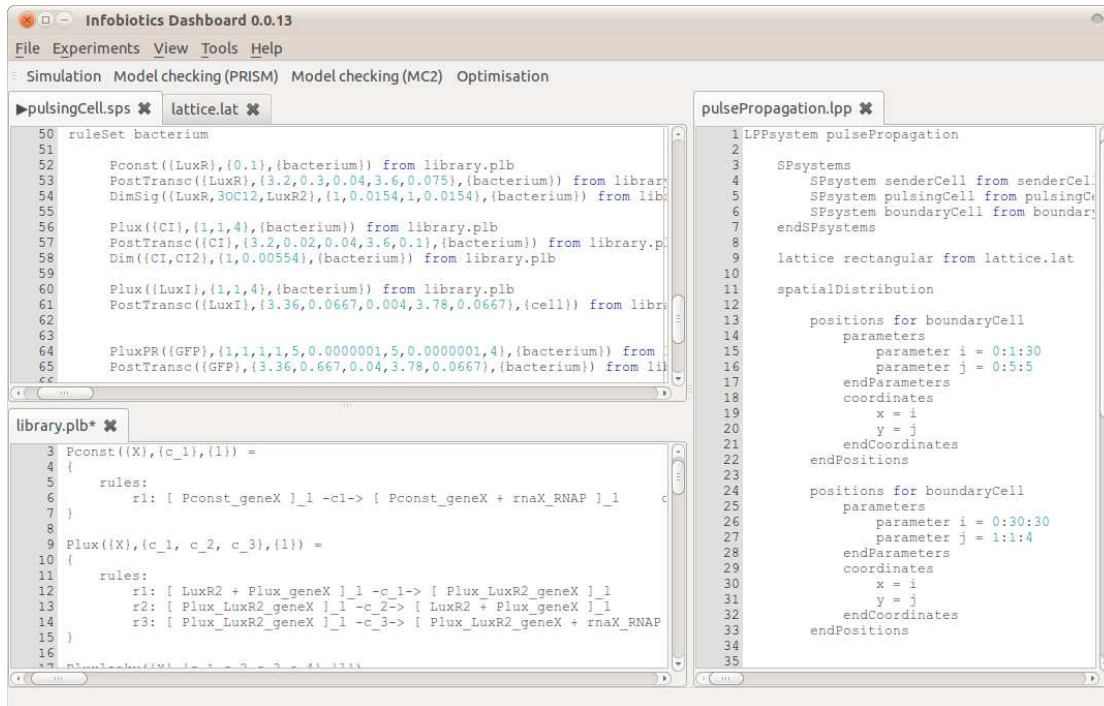 Infobiotics Dashboard 0.0.13
File Experiments View Tools Help
Simulation Model checking (PRISM) Model checking (MC2) Optimisation
▶pulsingCell.sps ✖ lattice.lat ✖
50 ruleSet bacterium
51
52 Pconst({LuxR},{0.1},{bacterium}) from library.plb
53 PostTransc({LuxR},{3.2,0.3,0.04,3.6,0.075},{bacterium}) from librar
54 DimSig({LuxR,3OC12,LuxR2},{1,0.0154,1,0.0154},{bacterium}) from lib
55
56 Plux({CI},{1,1,4},{bacterium}) from library.plb
57 PostTransc({CI},{3.2,0.02,0.04,3.6,0.1},{bacterium}) from library.p
58 Dim({CI,CI2},{1,0.00554},{bacterium}) from library.plb
59
60 Plux({LuxI},{1,1,4},{bacterium}) from library.plb
61 PostTransc({LuxI},{3.36,0.0667,0.004,3.78,0.0667},{cell}) from libr
62
63
64 PluxPR({GFP},{1,1,1,1,5,0.0000001,5,0.0000001,4},{bacterium}) from
65 PostTransc({GFP},{3.36,0.667,0.04,3.78,0.0667},{bacterium}) from li
66
library.plb* ✖
3 Pconst({X},{c_1},{l}) =
4 {
5 rules:
6 r1: [ Pconst_geneX ]_l -c1-> [ Pconst_geneX + rnaX_RNAP ]_l c
7 }
8
9 Plux({X},{c_1, c_2, c_3},{l}) =
10 {
11 rules:
12 r1: [ LuxR2 + Plux_geneX ]_l -c_1-> [ Plux_LuxR2_geneX ]_l
13 r2: [ Plux_LuxR2_geneX ]_l -c_2-> [ LuxR2 + Plux_geneX ]_l
14 r3: [ Plux_LuxR2_geneX ]_l -c_3-> [ Plux_LuxR2_geneX + rnaX_RNAP
15 }
16
17
pulsePropagation.lpp ✖
1 LPPsystem pulsePropagation
2
3 SPsystems
4 SPsystem senderCell from senderCel
5 SPsystem pulsingCell from pulsingCe
6 SPsystem boundaryCell from boundar
7 endSPsystems
8
9 lattice rectangular from lattice.lat
10
11 spatialDistribution
12
13 positions for boundaryCell
14 parameters
15 parameter i = 0:1:30
16 parameter j = 0:5:5
17 endParameters
18 coordinates
19 x = i
20 y = j
21 endCoordinates
22 endPositions
23
24 positions for boundaryCell
25 parameters
26 parameter i = 0:30:30
27 parameter j = 1:1:4
28 endParameters
29 coordinates
30 x = i
31 y = j
32 endCoordinates
33 endPositions
34
35